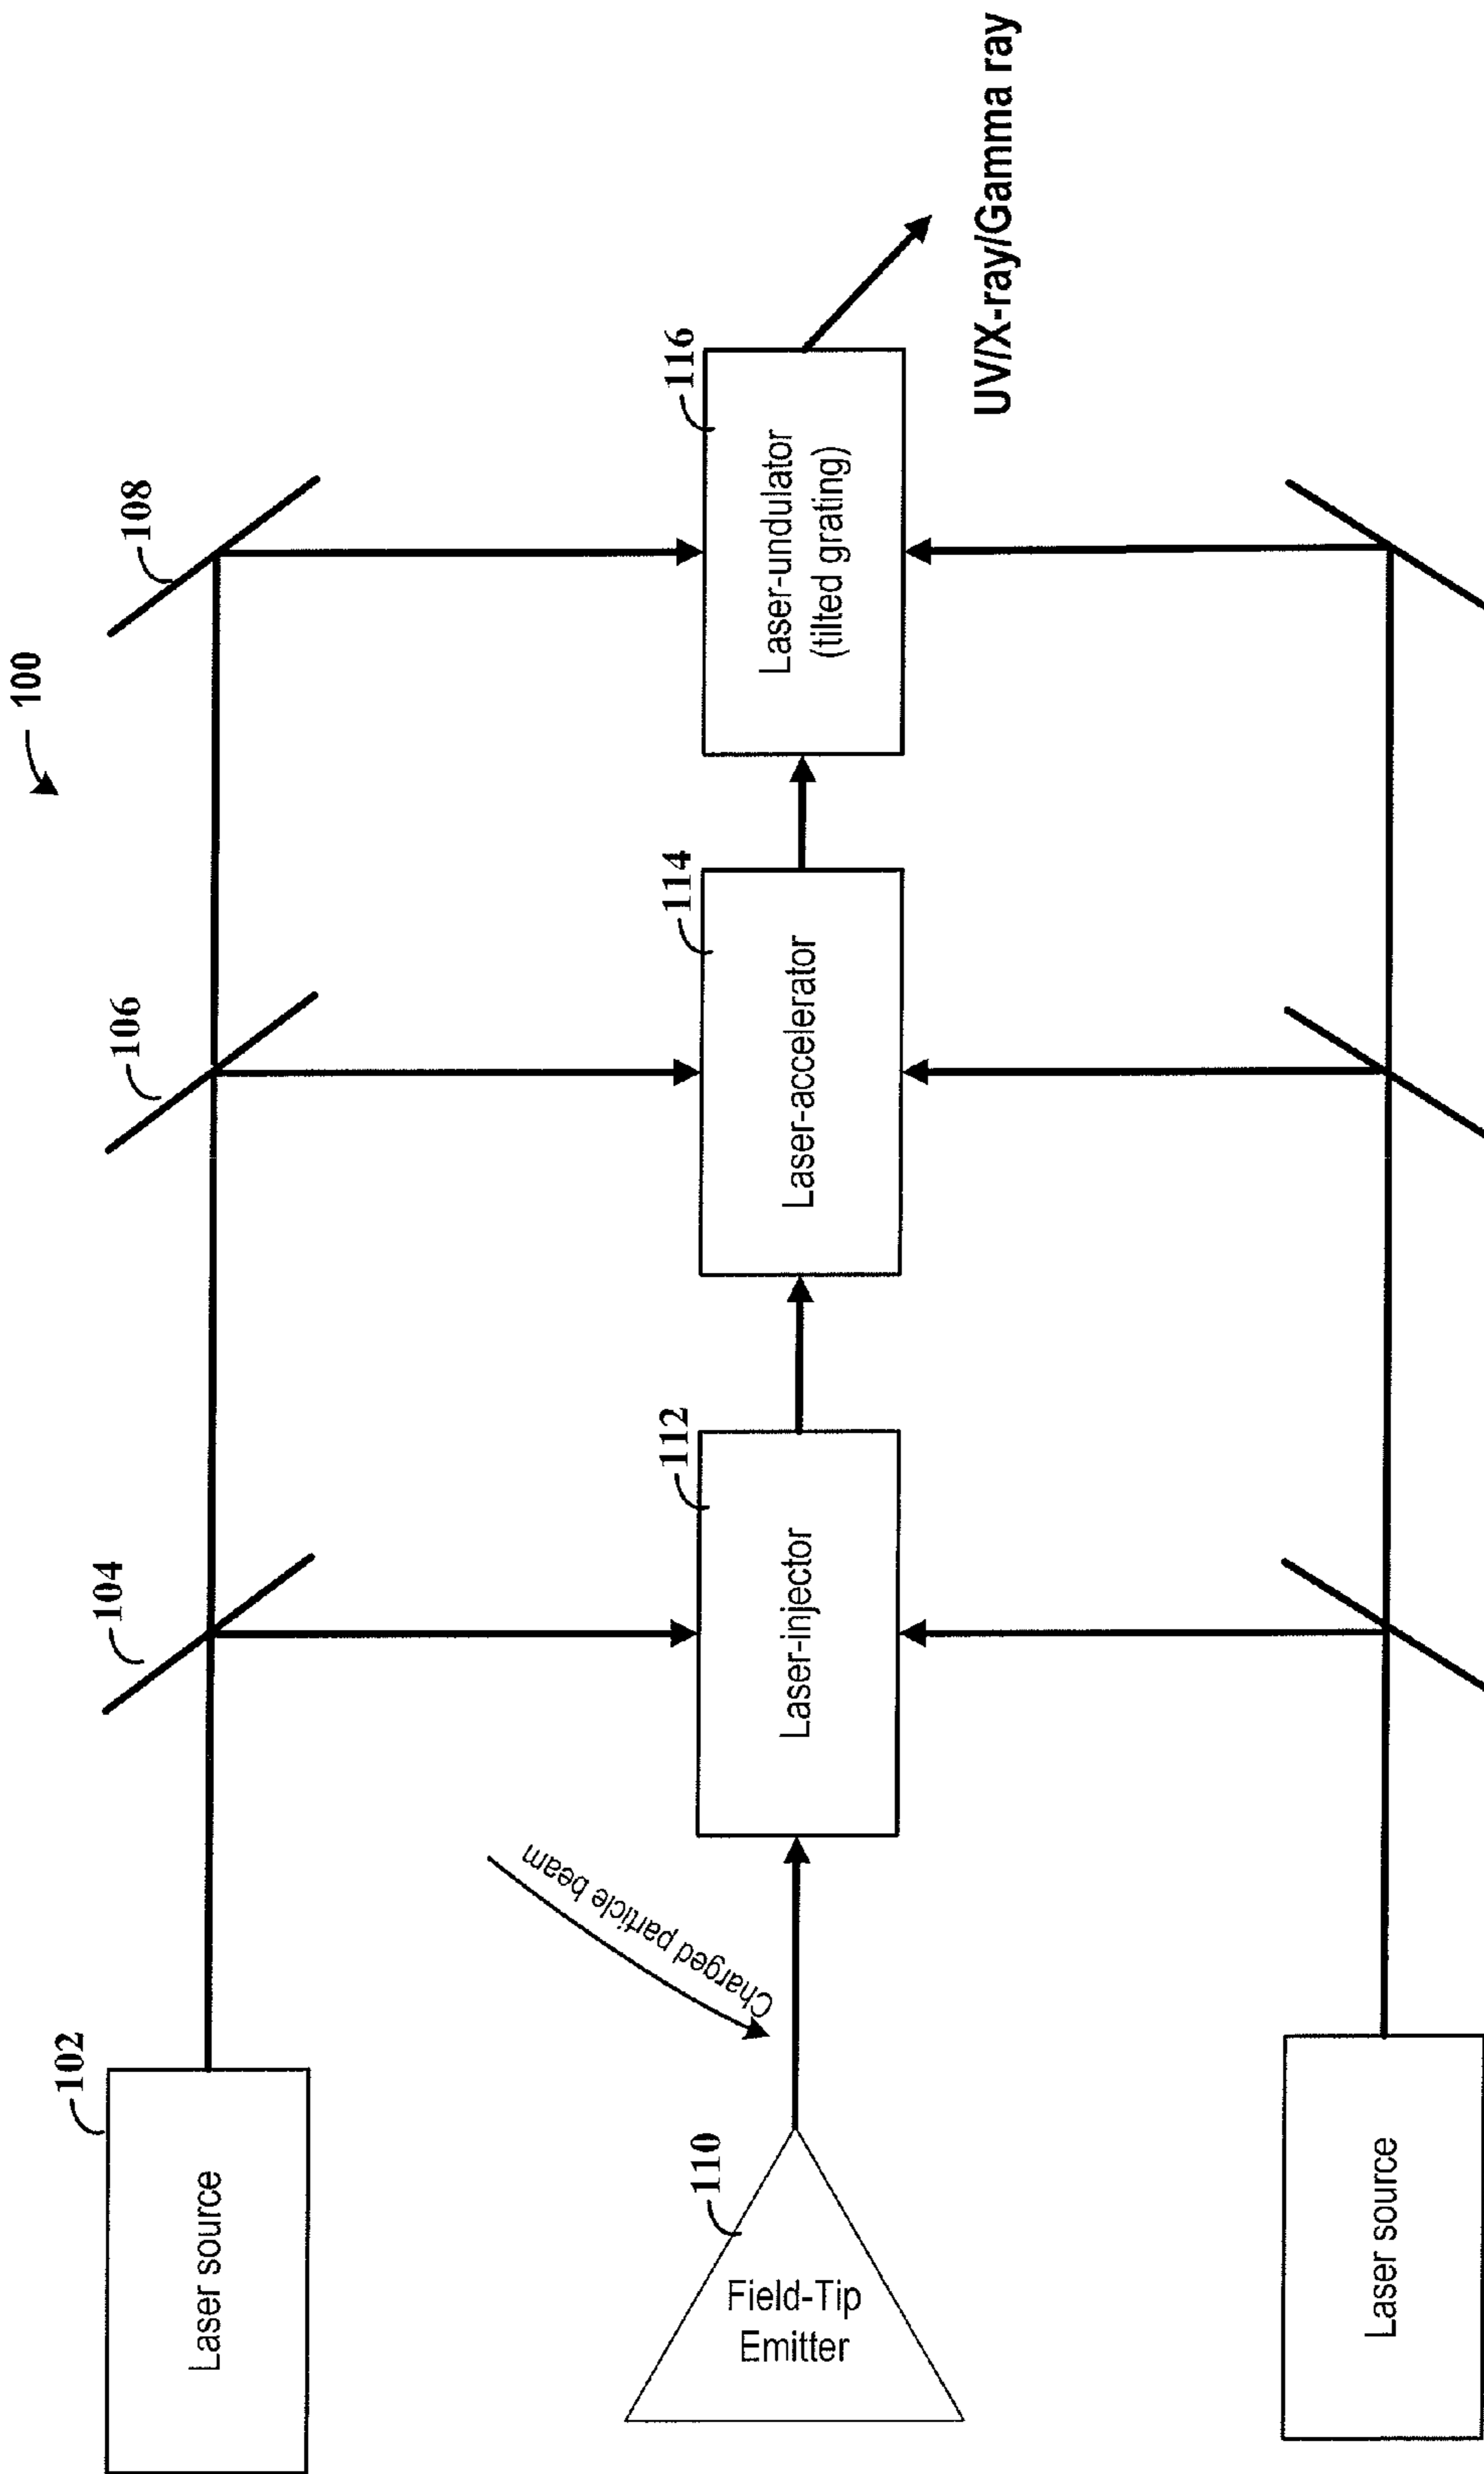 100
102
Laser source
104
106
108
110
Field-Tip
Emitter
Charged particle beam
112
Laser-injector
114
Laser-accelerator
116
Laser-undulator
(tilted grating)
UV/X-ray/Gamma ray
Laser source